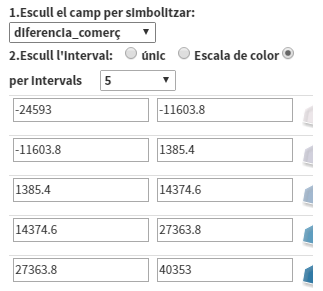 1.Escull el camp per simbolitzar:
diferencia_comerç
2.Escull l'interval: únic Escala de color
per intervals 5
-24593 -11603.8
-11603.8 1385.4
1385.4 14374.6
14374.6 27363.8
27363.8 40353